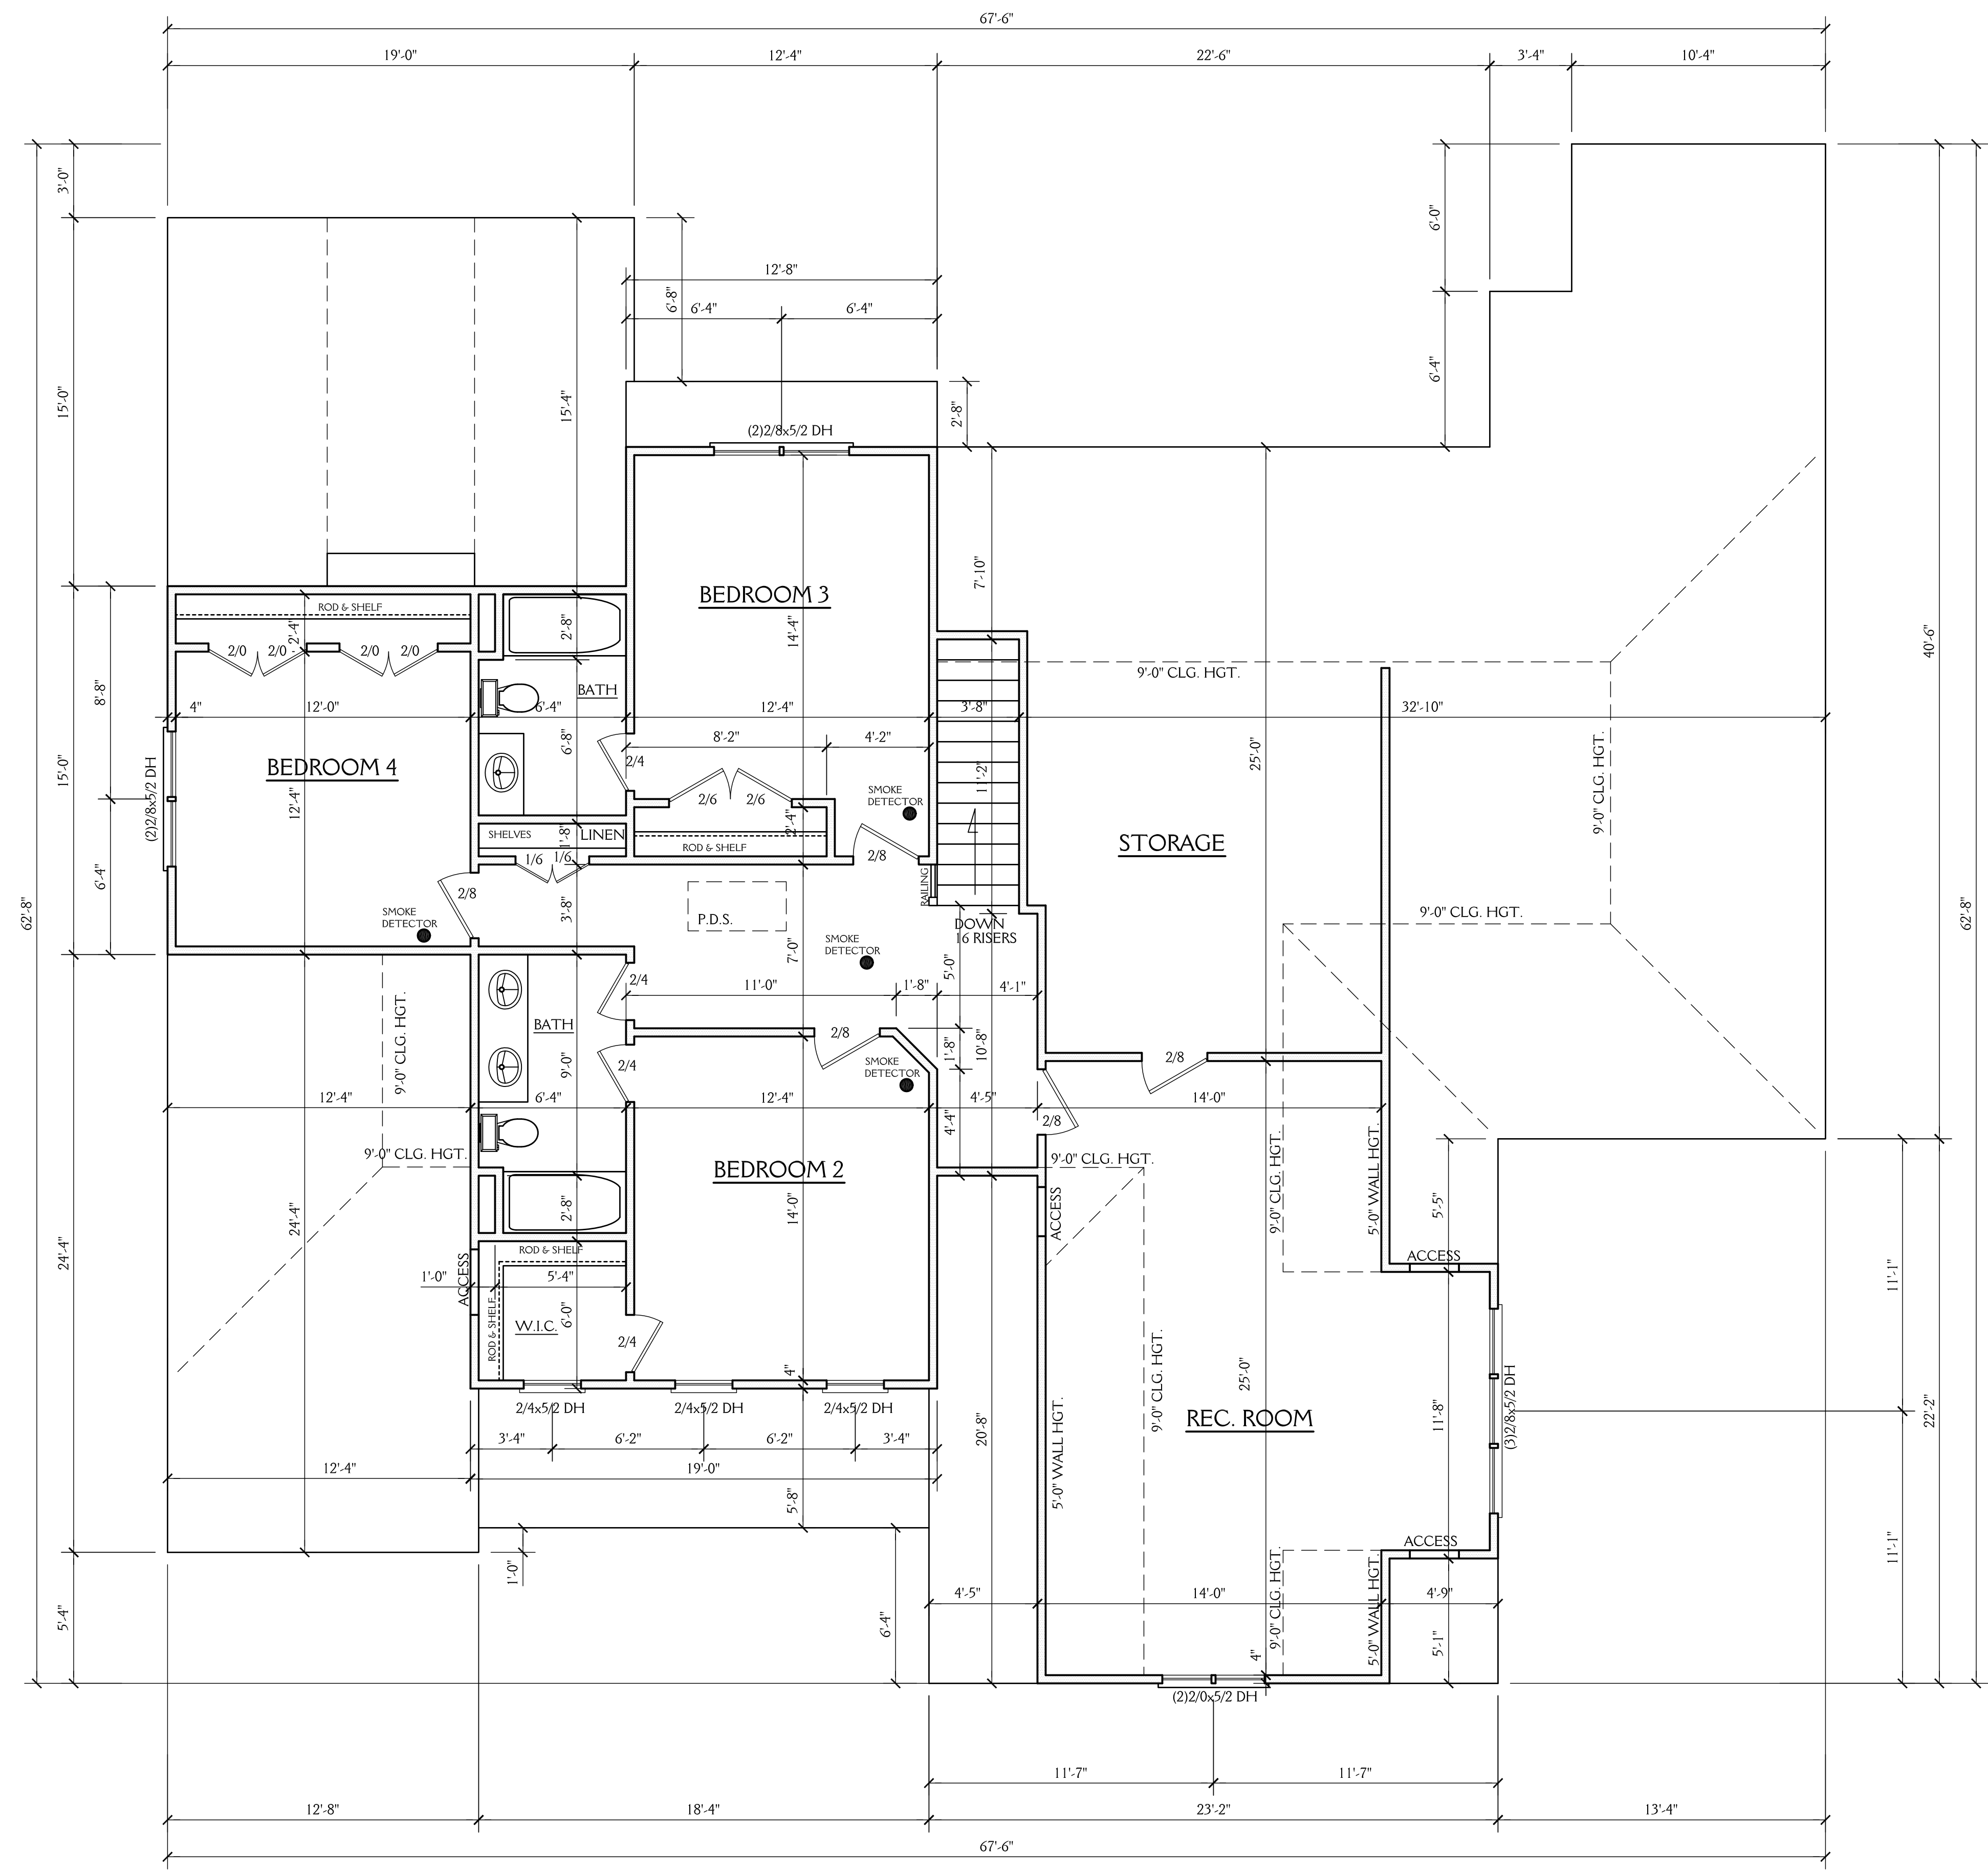 67'-6"
19'-0"
12'-4"
22'-6"
3'-4"
10'-4"
3'-0"
6'-0"
12'-8"
6'-8"
6'-4"
6'-4"
6'-4"
15'-0"
15'-4"
2'-8"
(2)2/8x5/2 DH
40'-6"
7'-10"
BEDROOM 3
14'-4"
ROD & SHELF
2'-4"
2'-8"
2/0
2/0
2/0
2/0
9'-0" CLG. HGT.
8'-8"
BATH
4"
12'-0"
6'-4"
12'-4"
3'-8"
32'-10"
6'-8"
8'-2"
4'-2"
25'-0"
2/4
BEDROOM 4
15'-0"
12'-4"
(2)2/8x5/2 DH
11'-2"
9'-0" CLG. HGT.
2/6
2/6
SMOKE
DETECTOR
2'-4"
SHELVES
1'-8"
LINEN
ROD & SHELF
STORAGE
1/6
1/6
2/8
6'-4"
2/8
RAILING
62'-8"
62'-8"
SMOKE
DETECTOR
3'-8"
P.D.S.
9'-0" CLG. HGT.
DOWN
16 RISERS
SMOKE
DETECTOR
7'-0"
5'-0"
2/4
11'-0"
1'-8"
4'-1"
9'-0" CLG. HGT.
BATH
2/8
1'-8"
10'-8"
2/8
9'-0"
2/4
SMOKE
DETECTOR
12'-4"
6'-4"
12'-4"
4'-5"
14'-0"
4'-4"
2/8
9'-0" CLG. HGT.
9'-0" CLG. HGT.
9'-0" CLG. HGT.
5'-0" WALL HGT.
BEDROOM 2
14'-0"
2'-8"
ACCESS
5'-5"
24'-4"
24'-4"
ROD & SHELF
ACCESS
ACCESS
1'-0"
5'-4"
11'-1"
ROD & SHELF
W.I.C.
6'-0"
2/4
4"
9'-0" CLG. HGT.
25'-0"
2/4x5/2 DH
2/4x5/2 DH
2/4x5/2 DH
5'-0" WALL HGT.
20'-8"
REC. ROOM
11'-8"
(3)2/8x5/2 DH
22'-2"
3'-4"
6'-2"
6'-2"
3'-4"
12'-4"
19'-0"
5'-8"
ACCESS
1'-0"
11'-1"
5'-4"
6'-4"
4'-5"
14'-0"
4'-9"
9'-0" CLG. HGT.
5'-0" WALL HGT.
5'-1"
4"
(2)2/0x5/2 DH
11'-7"
11'-7"
12'-8"
18'-4"
23'-2"
13'-4"
67'-6"